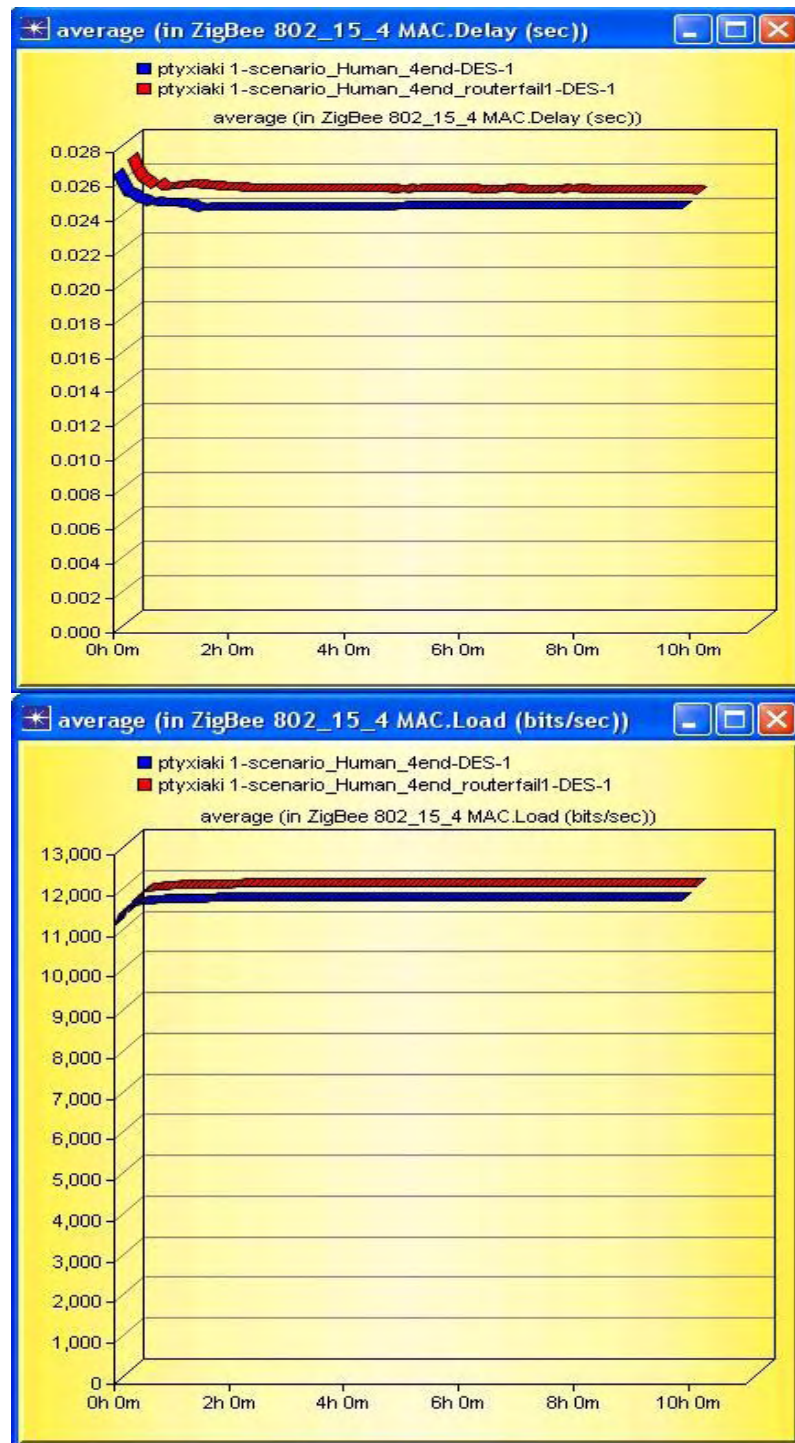 average (in ZigBee 802_15_4 MAC.Delay (sec))
ptyxiaki 1-scenario_Human_4end-DES-1
ptyxiaki 1-scenario_Human_4end_routerfail1-DES-1
average (in ZigBee 802_15_4 MAC.Delay (sec))
0.028
0.026
0.024
0.022
0.020
0.018
0.016
0.014
0.012
0.010
0.008
0.006
0.004
0.002
0.000
0h 0m 2h 0m 4h 0m 6h 0m 8h 0m 10h 0m
average (in ZigBee 802_15_4 MAC.Load (bits/sec))
ptyxiaki 1-scenario_Human_4end-DES-1
ptyxiaki 1-scenario_Human_4end_routerfail1-DES-1
average (in ZigBee 802_15_4 MAC.Load (bits/sec))
13,000
12,000
11,000
10,000
9,000
8,000
7,000
6,000
5,000
4,000
3,000
2,000
1,000
0
0h 0m 2h 0m 4h 0m 6h 0m 8h 0m 10h 0m